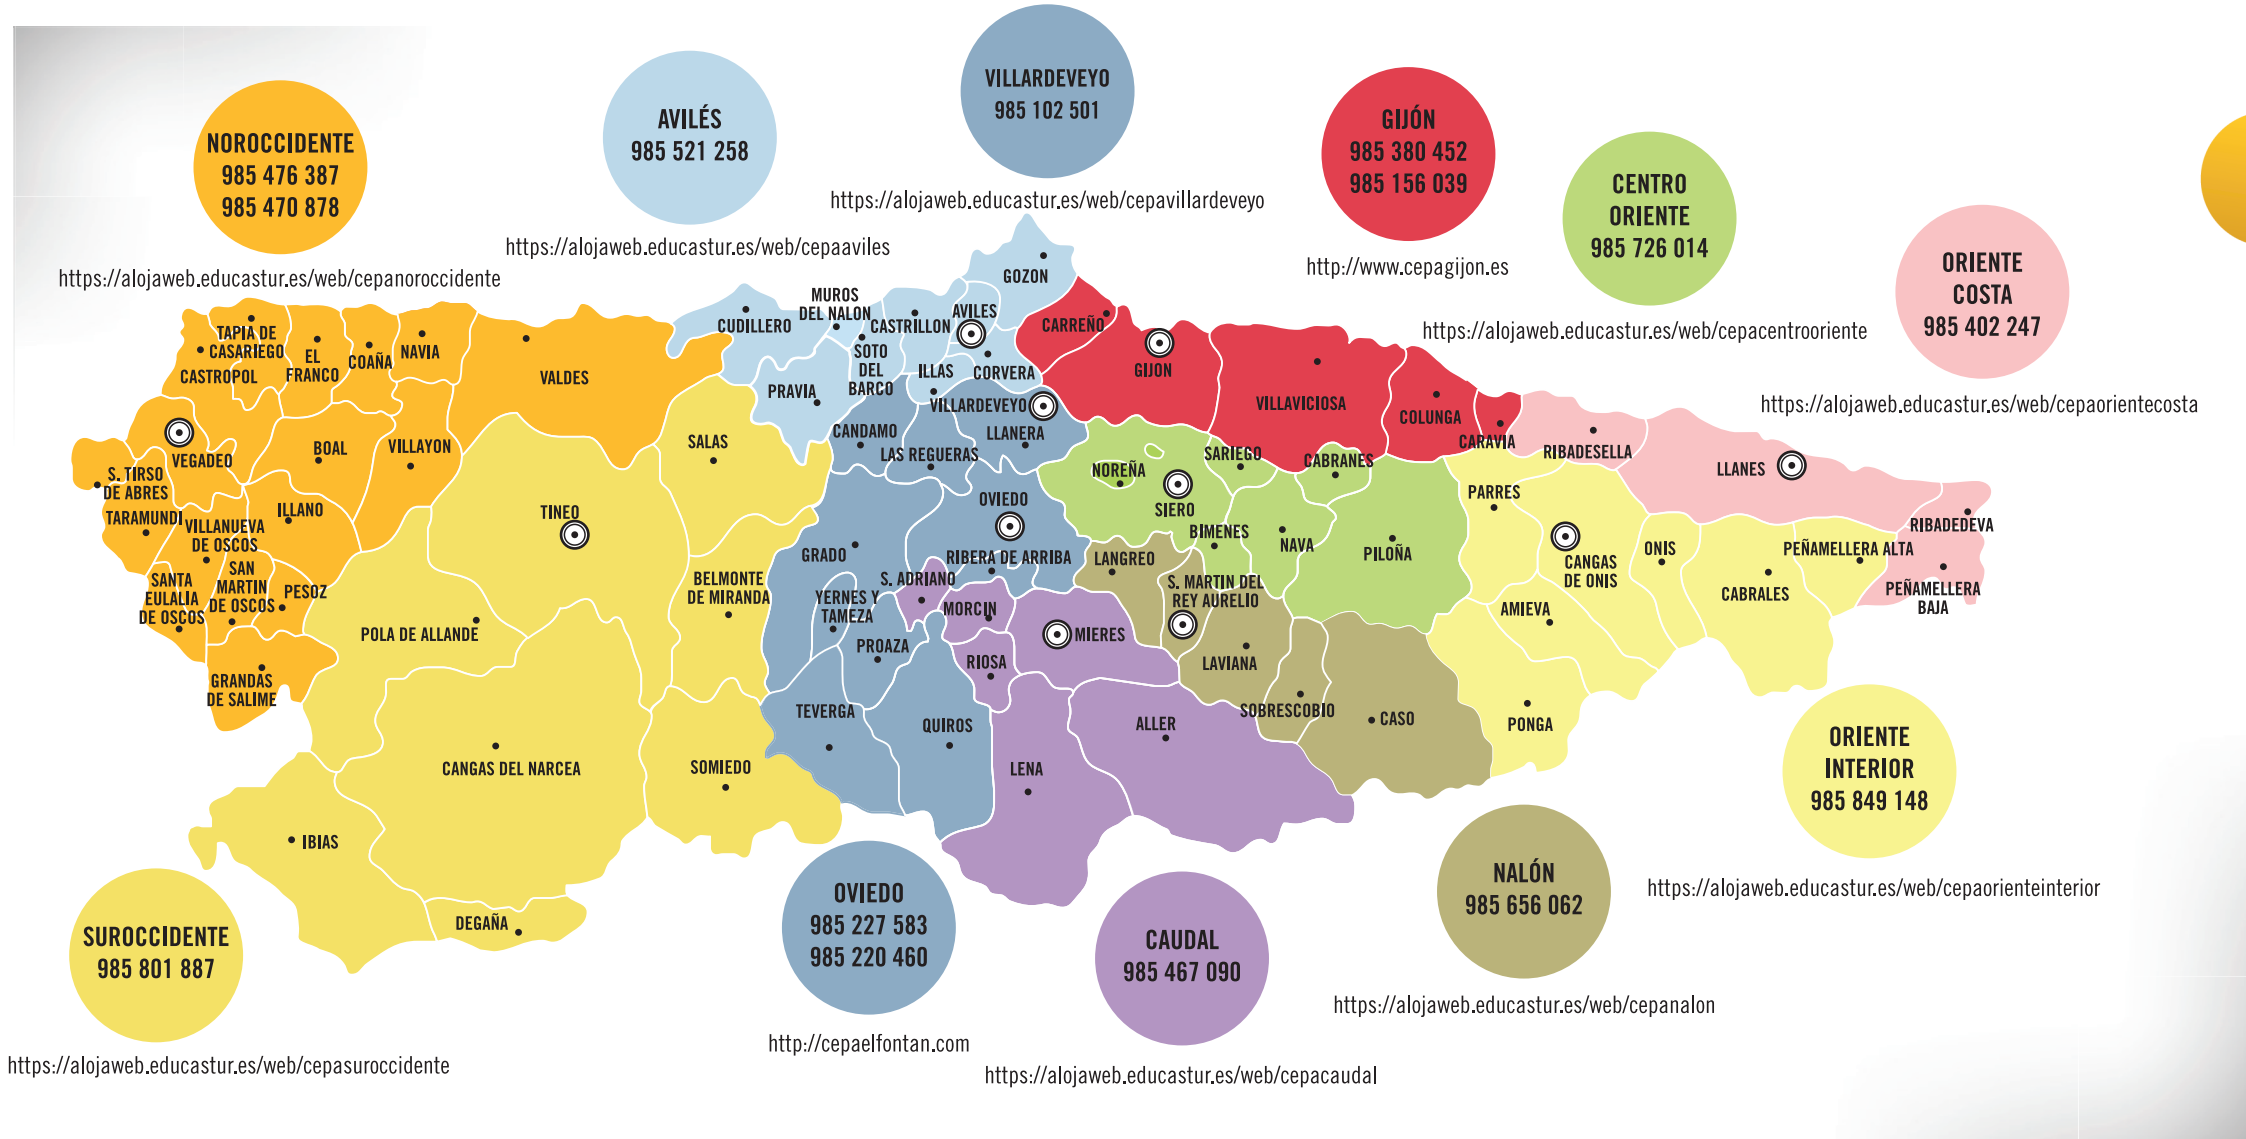 NOROCCIDENTE
985 476 387
985 470 878
https://alojaweb.educastur.es/web/cepanoroccidente
AVILÉS
985 521 258
https://alojaweb.educastur.es/web/cepaaviles
VILLARDEVEYO
985 102 501
https://alojaweb.educastur.es/web/cepavillardeveyo
GIJÓN
985 380 452
985 156 039
http://www.cepagijon.es
CENTRO
ORIENTE
985 726 014
https://alojaweb.educastur.es/web/cepacentrooriente
ORIENTE
COSTA
985 402 247
https://alojaweb.educastur.es/web/cepaorientecosta
TAPIA DE
CASARIEGO
CASTROPOL
EL
FRANCO
COAÑA
NAVIA
VALDES
VEGADEO
BOAL
VILLAYON
S. TIRSO
DE ABRES
TARAMUNDI
VILLANUEVA
DE OSCOS
ILLANO
SANTA
EULALIA
DE OSCOS
SAN
MARTIN
DE OSCOS
PESOZ
GRANDAS
DE SALIME
CUDILLERO
MUROS
DEL NALON
SOTO
DEL
BARCO
PRAVIA
CASTRILLON
AVILES
GOZON
ILLAS
CORVERA
CARREÑO
GIJON
VILLAVICIOSA
COLUNGA
CARAVIA
RIBADESELLA
LLANES
RIBADEDEVA
PEÑAMELLERA
BAJA
SALAS
TINEO
BELMONTE
DE MIRANDA
POLA DE ALLANDE
CANGAS DEL NARCEA
SOMIEDO
IBIAS
DEGAÑA
CANDAMO
LAS REGUERAS
VILLARDEVEYO
LLANERA
OVIEDO
RIBERA DE ARRIBA
GRADO
YERNES Y
TAMEZA
PROAZA
TEVERGA
QUIROS
S. ADRIANO
MORCIN
RIOSA
MIERES
LENA
ALLER
NOREÑA
SIERO
SARIEGO
CABRANES
BIMENES
NAVA
PILOÑA
LANGREO
S. MARTIN DEL
REY AURELIO
LAVIANA
SOBRESCOBIO
CASO
PARRES
CANGAS
DE ONIS
ONIS
CABRALES
PEÑAMELLERA ALTA
AMIEVA
PONGA
ORIENTE
INTERIOR
985 849 148
https://alojaweb.educastur.es/web/cepaorienteinterior
NALÓN
985 656 062
https://alojaweb.educastur.es/web/cepanalon
CAUDAL
985 467 090
https://alojaweb.educastur.es/web/cepacaudal
OVIEDO
985 227 583
985 220 460
http://cepaelfontan.com
SUROCCIDENTE
985 801 887
https://alojaweb.educastur.es/web/cepasuroccidente